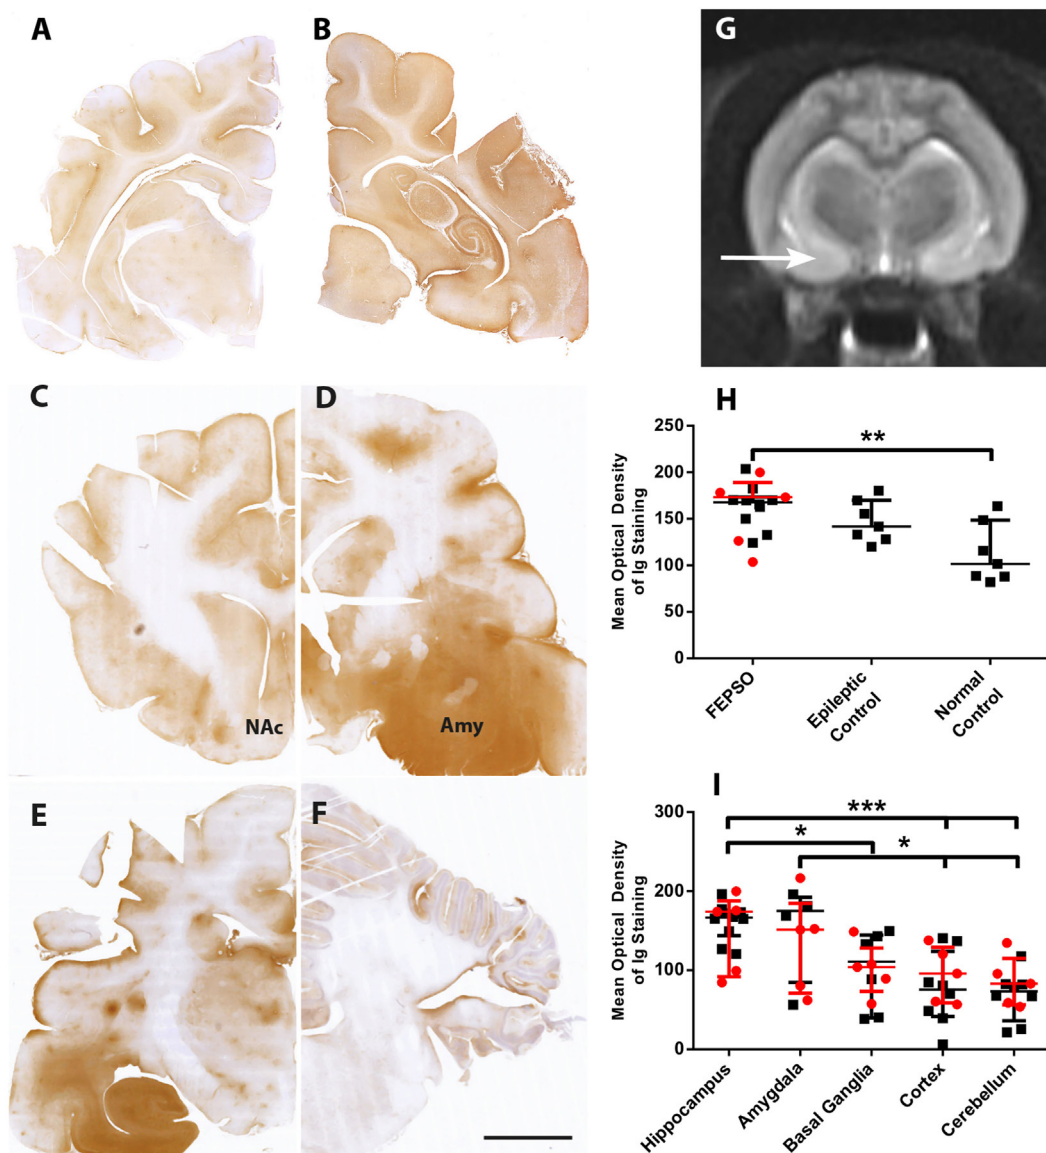 A
B
G
C
D
NAc
Amy
E
F
H
Mean Optical Density
of Ig Staining
250
200
150
100
50
0
**
FEPSO
Epileptic
Control
Normal
Control
I
Mean Optical Density
of Ig Staining
300
200
100
0
***
*
*
Hippocampus
Amygdala
Basal Ganglia
Cortex
Cerebellum